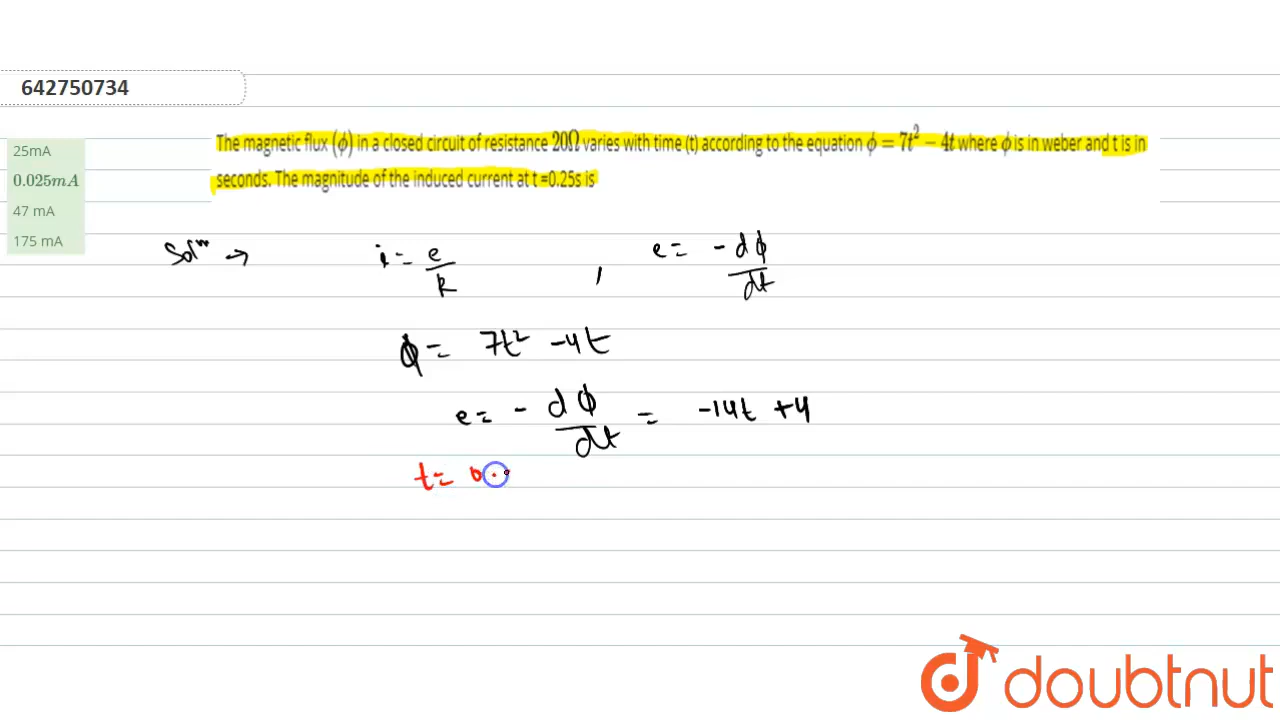 642750734
25mA
0.025mA
47 mA
175 mA
The magnetic flux (ϕ) in a closed circuit of resistance 20Ω varies with time (t) according to the equation ϕ = 7t² − 4t where ϕ is in weber and t is in
seconds. The magnitude of the induced current at t =0.25s is
Solⁿ → i = e/R , e = - dϕ/dt
ϕ = 7t² - 4t
e = - dϕ/dt = -14t + 4
t = 0.
doubtnut